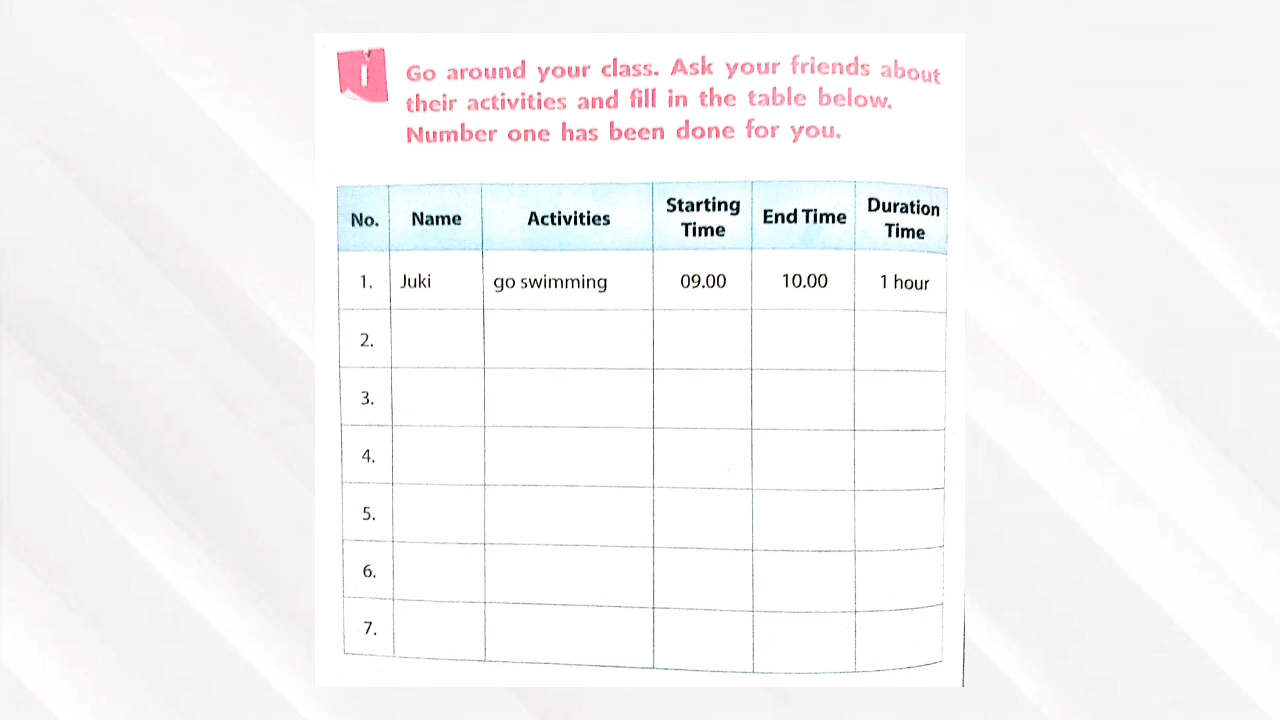 i
Go around your class. Ask your friends about
their activities and fill in the table below.
Number one has been done for you.
No. Name Activities Starting Time End Time Duration Time
1. Juki go swimming 09.00 10.00 1 hour
2.
3.
4.
5.
6.
7.